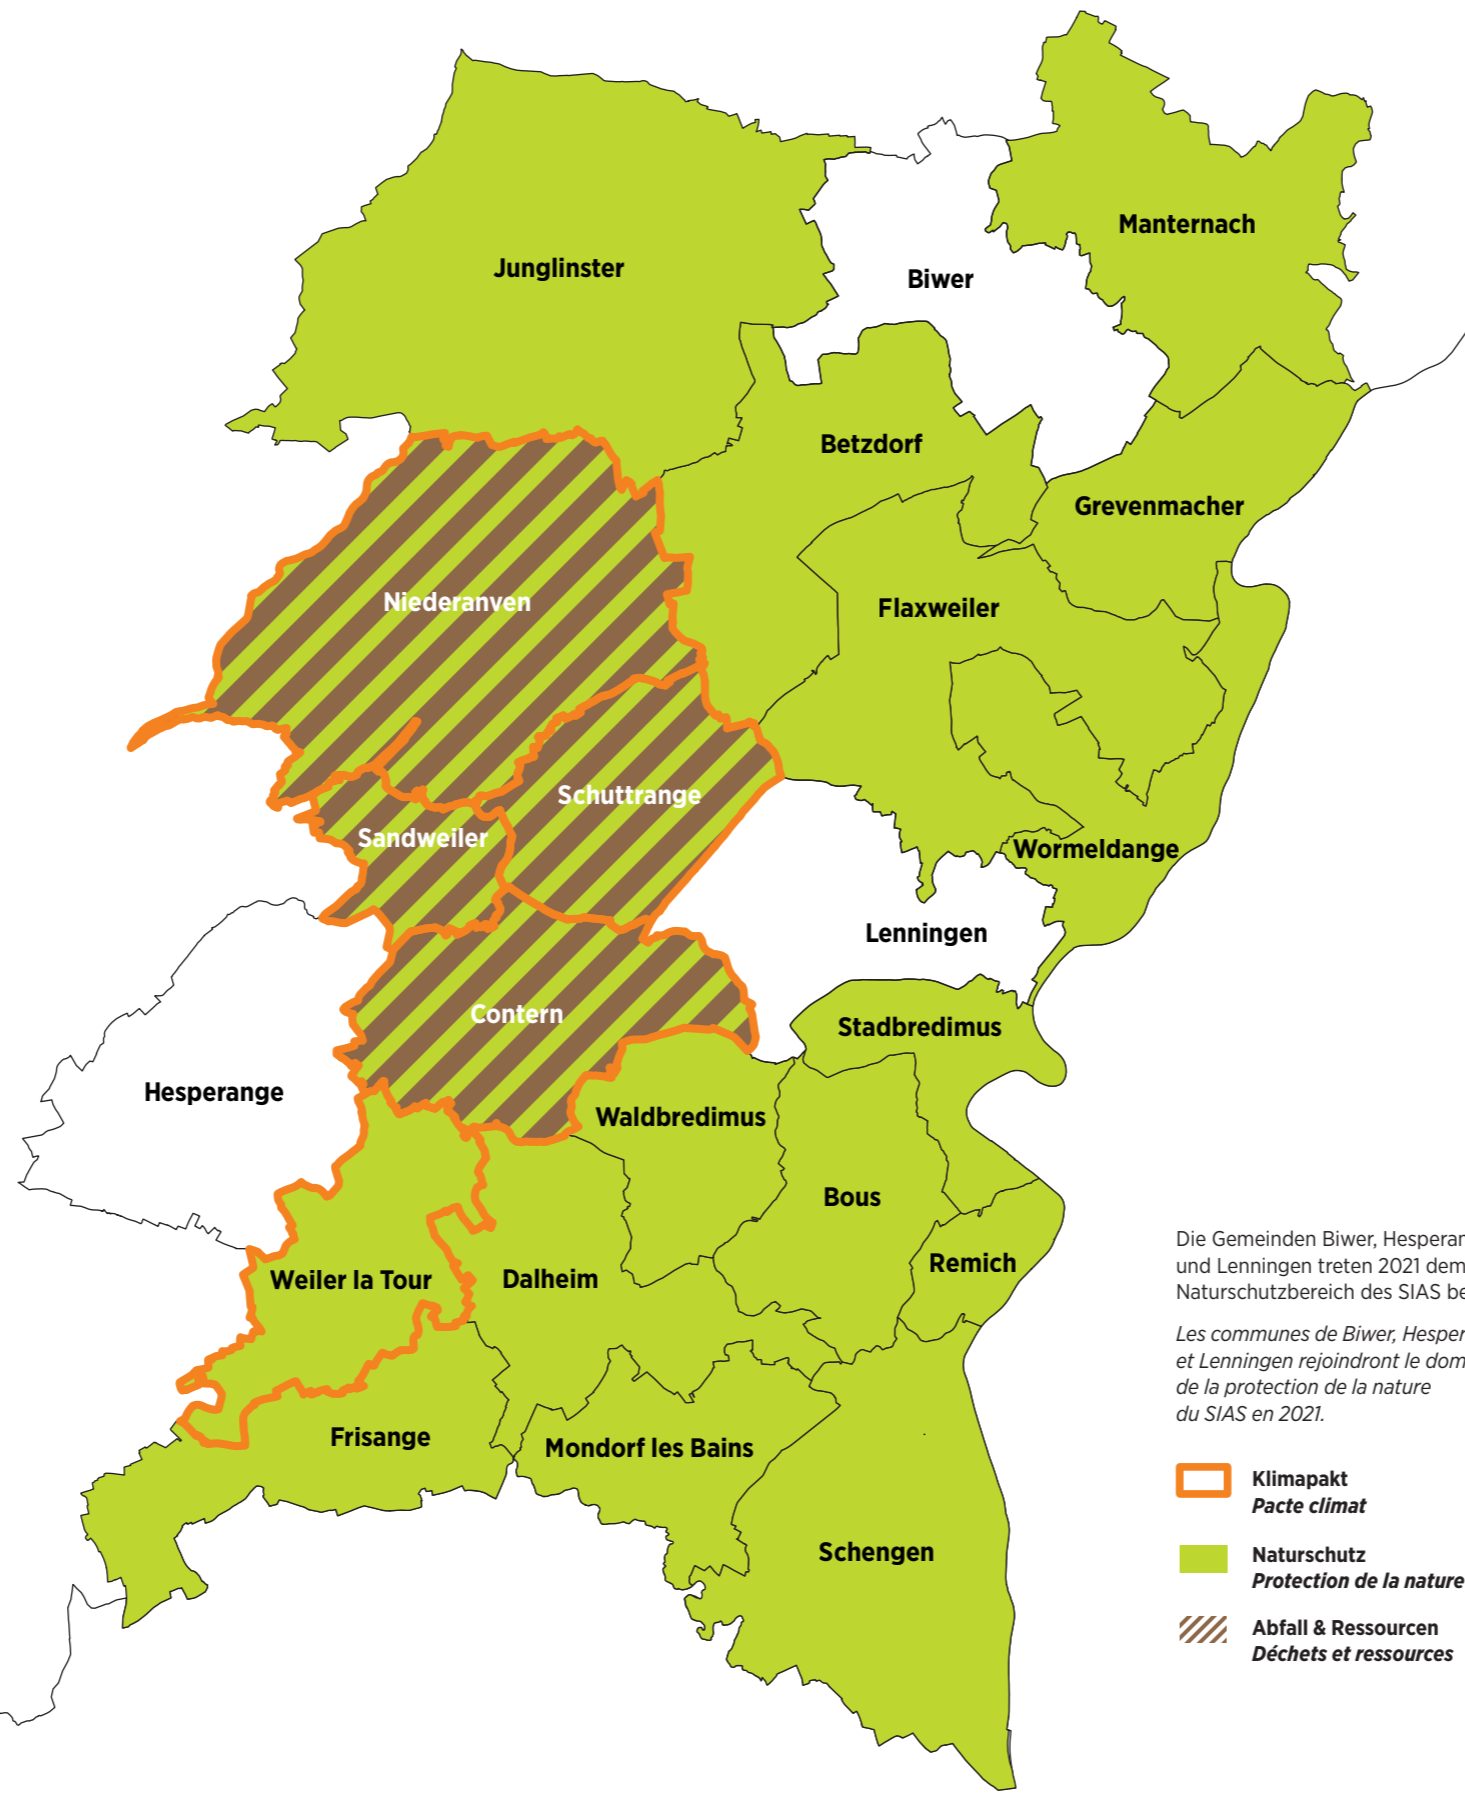 Manternach
Junglinster
Biwer
Betzdorf
Grevenmacher
Niederanven
Flaxweiler
Schuttrange
Sandweiler
Wormeldange
Lenningen
Contern
Stadbredimus
Hesperange
Waldbredimus
Bous
Remich
Weiler la Tour
Dalheim
Frisange
Mondorf les Bains
Schengen
Die Gemeinden Biwer, Hesperan
und Lenningen treten 2021 dem
Naturschutzbereich des SIAS be
Les communes de Biwer, Hesper
et Lenningen rejoindront le dom
de la protection de la nature
du SIAS en 2021.
Klimapakt
Pacte climat
Naturschutz
Protection de la nature
Abfall & Ressourcen
Déchets et ressources